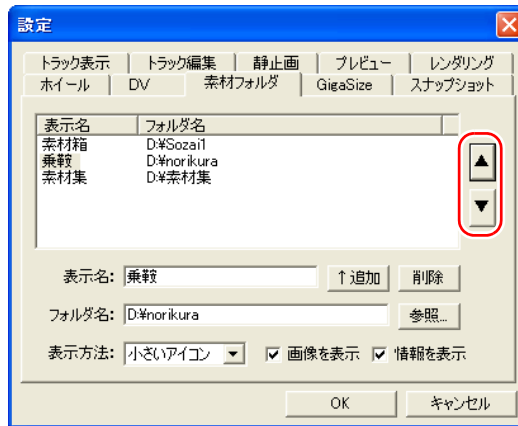 設定
トラック表示 トラック編集 静止画 プレビュー レンダリング
ホイール DV 素材フォルダ GigaSize スナップショット
表示名 フォルダ名
素材箱 D:¥Sozai1
乗鞍 D:¥norikura
素材集 D:¥素材集
▲
▼
表示名: 乗鞍 ↑追加 削除
フォルダ名: D:¥norikura 参照...
表示方法: 小さいアイコン 画像を表示 情報を表示
OK キャンセル